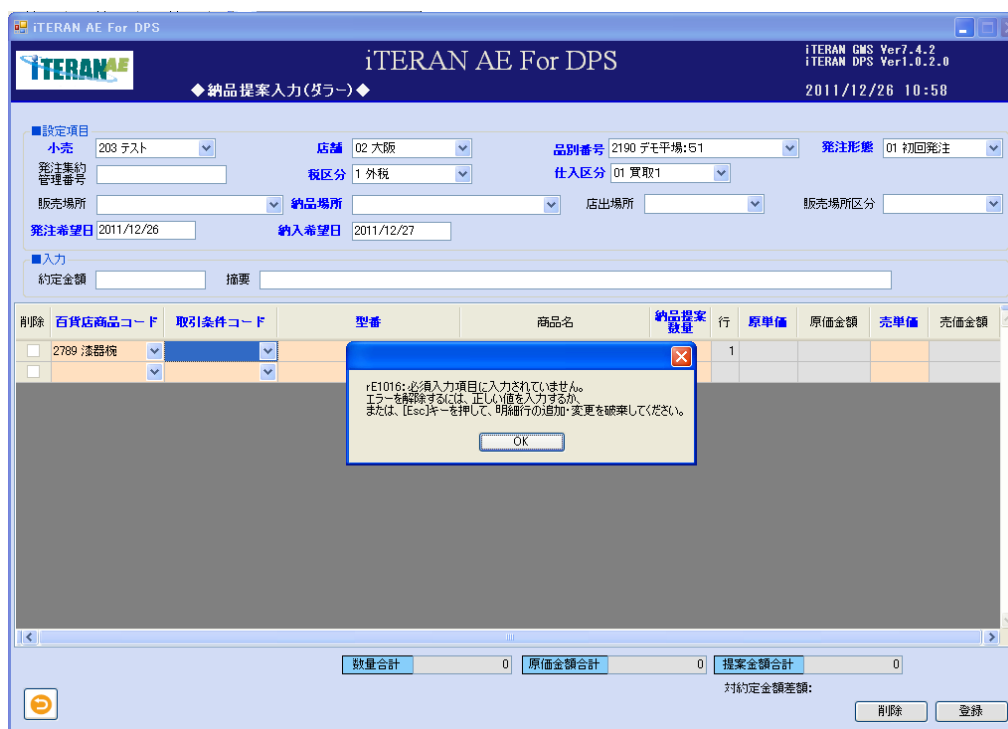 iTERAN AE For DPS
iTERAN AE
iTERAN AE For DPS
iTERAN GMS Ver7.4.2
iTERAN DPS Ver1.0.2.0
◆納品提案入力(ダラー)◆
2011/12/26 10:58
■設定項目
小売 203 テスト 店舗 02 大阪 品別番号 2190 デモ平場:51 発注形態 01 初回発注
発注集約管理番号 税区分 1 外税 仕入区分 01 買取1
販売場所 納品場所 店出場所 販売場所区分
発注希望日 2011/12/26 納入希望日 2011/12/27
■入力
約定金額 摘要
削除 百貨店商品コード 取引条件コード 型番 商品名 納品提案数量 行 原単価 原価金額 売単価 売価金額
2789 漆器椀 1
rE1016:必須入力項目に入力されていません。
エラーを解除するには、正しい値を入力するか、
または、[Esc]キーを押して、明細行の追加・変更を破棄してください。
OK
数量合計 0 原価金額合計 0 提案金額合計 0
対約定金額差額:
削除 登録